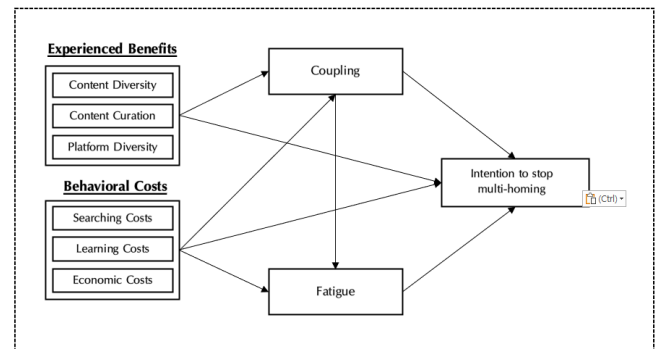 Experienced Benefits
Content Diversity
Content Curation
Platform Diversity
Behavioral Costs
Searching Costs
Learning Costs
Economic Costs
Coupling
Fatigue
Intention to stop
multi-homing
(Ctrl)